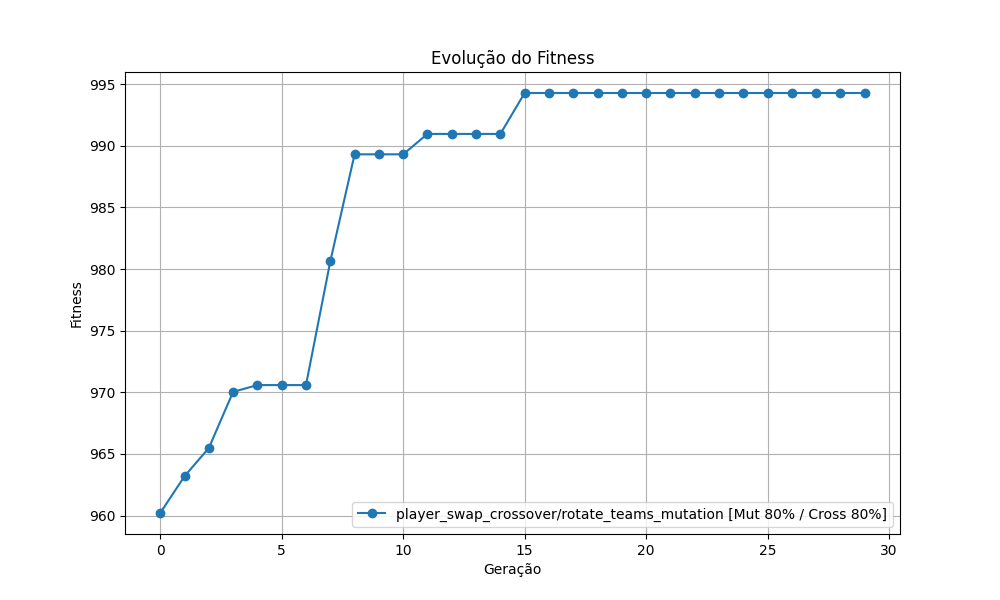 Evolução do Fitness
Fitness
995
990
985
980
975
970
965
960
player_swap_crossover/rotate_teams_mutation [Mut 80% / Cross 80%]
0 5 10 15 20 25 30
Geração